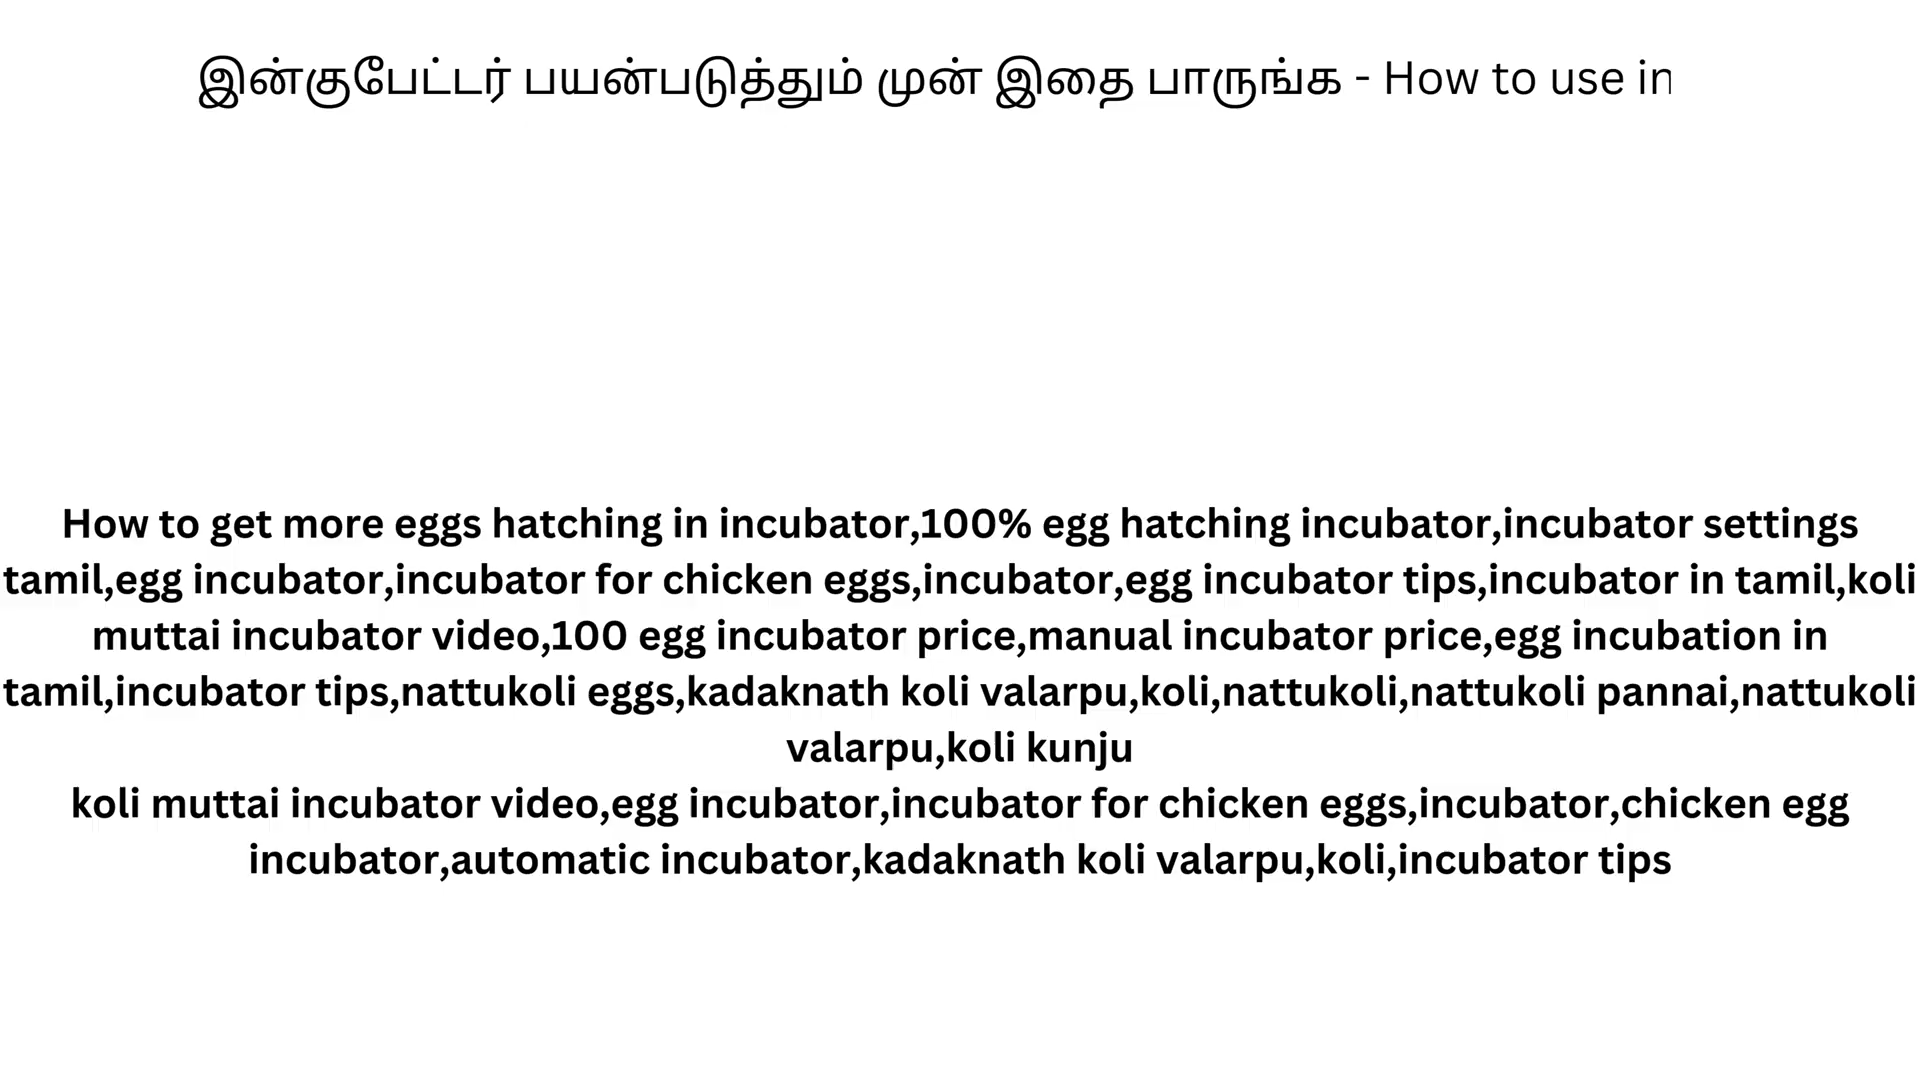 இன்குபேட்டர் பயன்படுத்தும் முன் இதை பாருங்க - How to use in
How to get more eggs hatching in incubator,100% egg hatching incubator,incubator settings
tamil,egg incubator,incubator for chicken eggs,incubator,egg incubator tips,incubator in tamil,koli
muttai incubator video,100 egg incubator price,manual incubator price,egg incubation in
tamil,incubator tips,nattukoli eggs,kadaknath koli valarpu,koli,nattukoli,nattukoli pannai,nattukoli
valarpu,koli kunju
koli muttai incubator video,egg incubator,incubator for chicken eggs,incubator,chicken egg
incubator,automatic incubator,kadaknath koli valarpu,koli,incubator tips